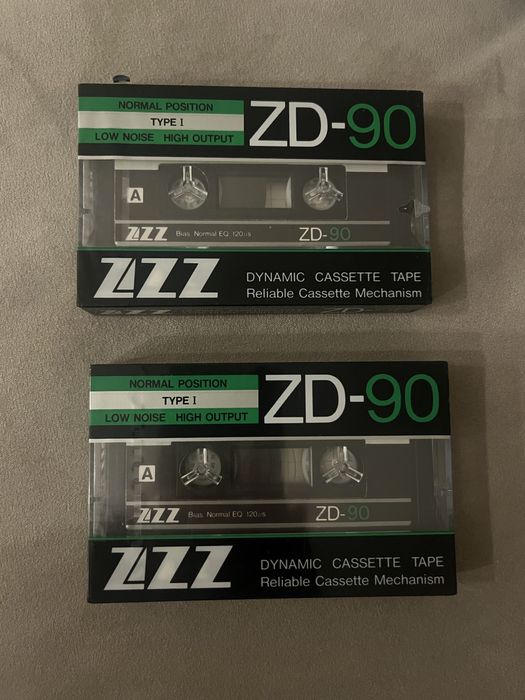 NORMAL POSITION
TYPE I
LOW NOISE HIGH OUTPUT
ZD-90
A
ZZZ Bias Normal EQ 120μs ZD-90
ZZZ
DYNAMIC CASSETTE TAPE
Reliable Cassette Mechanism
NORMAL POSITION
TYPE I
LOW NOISE HIGH OUTPUT
ZD-90
A
ZZZ Bias Normal EQ 120μs ZD-90
ZZZ
DYNAMIC CASSETTE TAPE
Reliable Cassette Mechanism